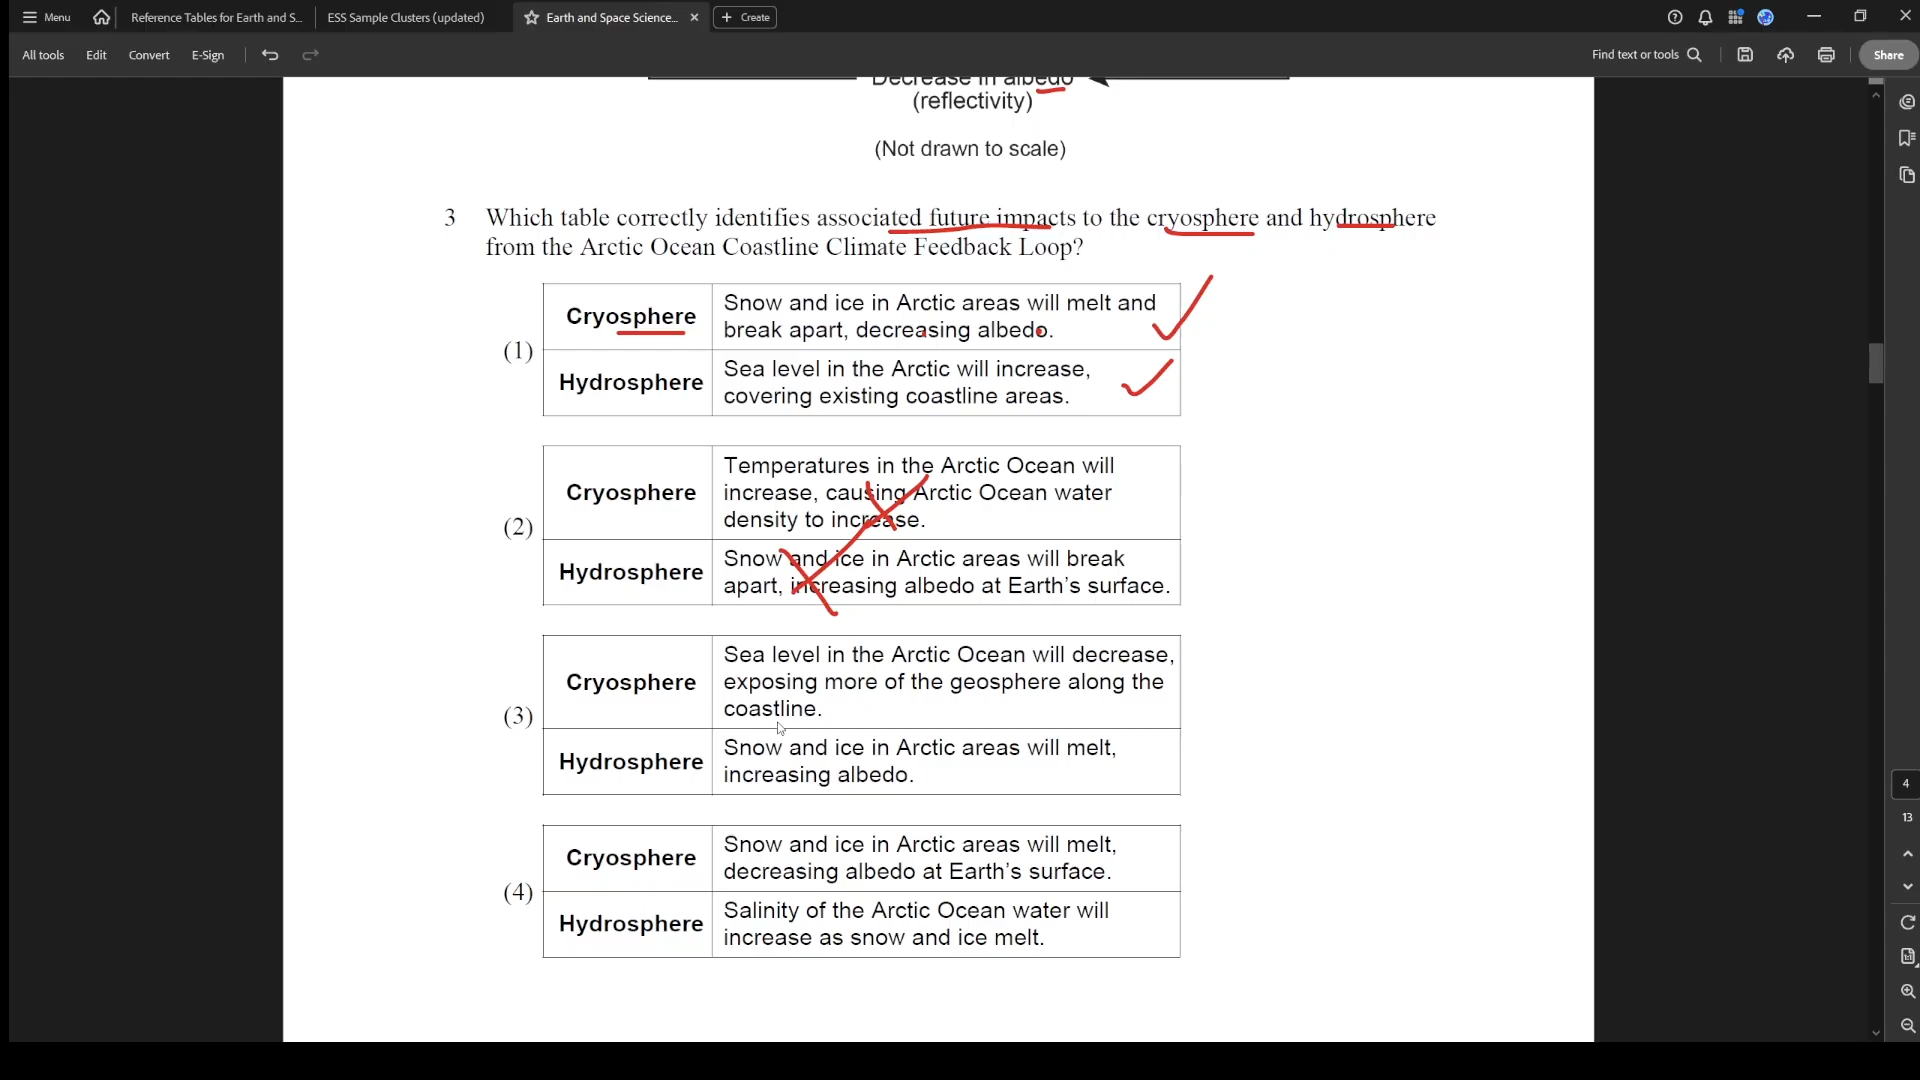 Menu
Reference Tables for Earth and S...
ESS Sample Clusters (updated)
Earth and Space Science...
Create
All tools
Edit
Convert
E-Sign
Find text or tools
Share
Decrease in albedo
(reflectivity)
(Not drawn to scale)
3 Which table correctly identifies associated future impacts to the cryosphere and hydrosphere
from the Arctic Ocean Coastline Climate Feedback Loop?
(1)
Cryosphere
Snow and ice in Arctic areas will melt and
break apart, decreasing albedo.
Hydrosphere
Sea level in the Arctic will increase,
covering existing coastline areas.
(2)
Cryosphere
Temperatures in the Arctic Ocean will
increase, causing Arctic Ocean water
density to increase.
Hydrosphere
Snow and ice in Arctic areas will break
apart, increasing albedo at Earth's surface.
(3)
Cryosphere
Sea level in the Arctic Ocean will decrease,
exposing more of the geosphere along the
coastline.
Hydrosphere
Snow and ice in Arctic areas will melt,
increasing albedo.
(4)
Cryosphere
Snow and ice in Arctic areas will melt,
decreasing albedo at Earth's surface.
Hydrosphere
Salinity of the Arctic Ocean water will
increase as snow and ice melt.
4
13